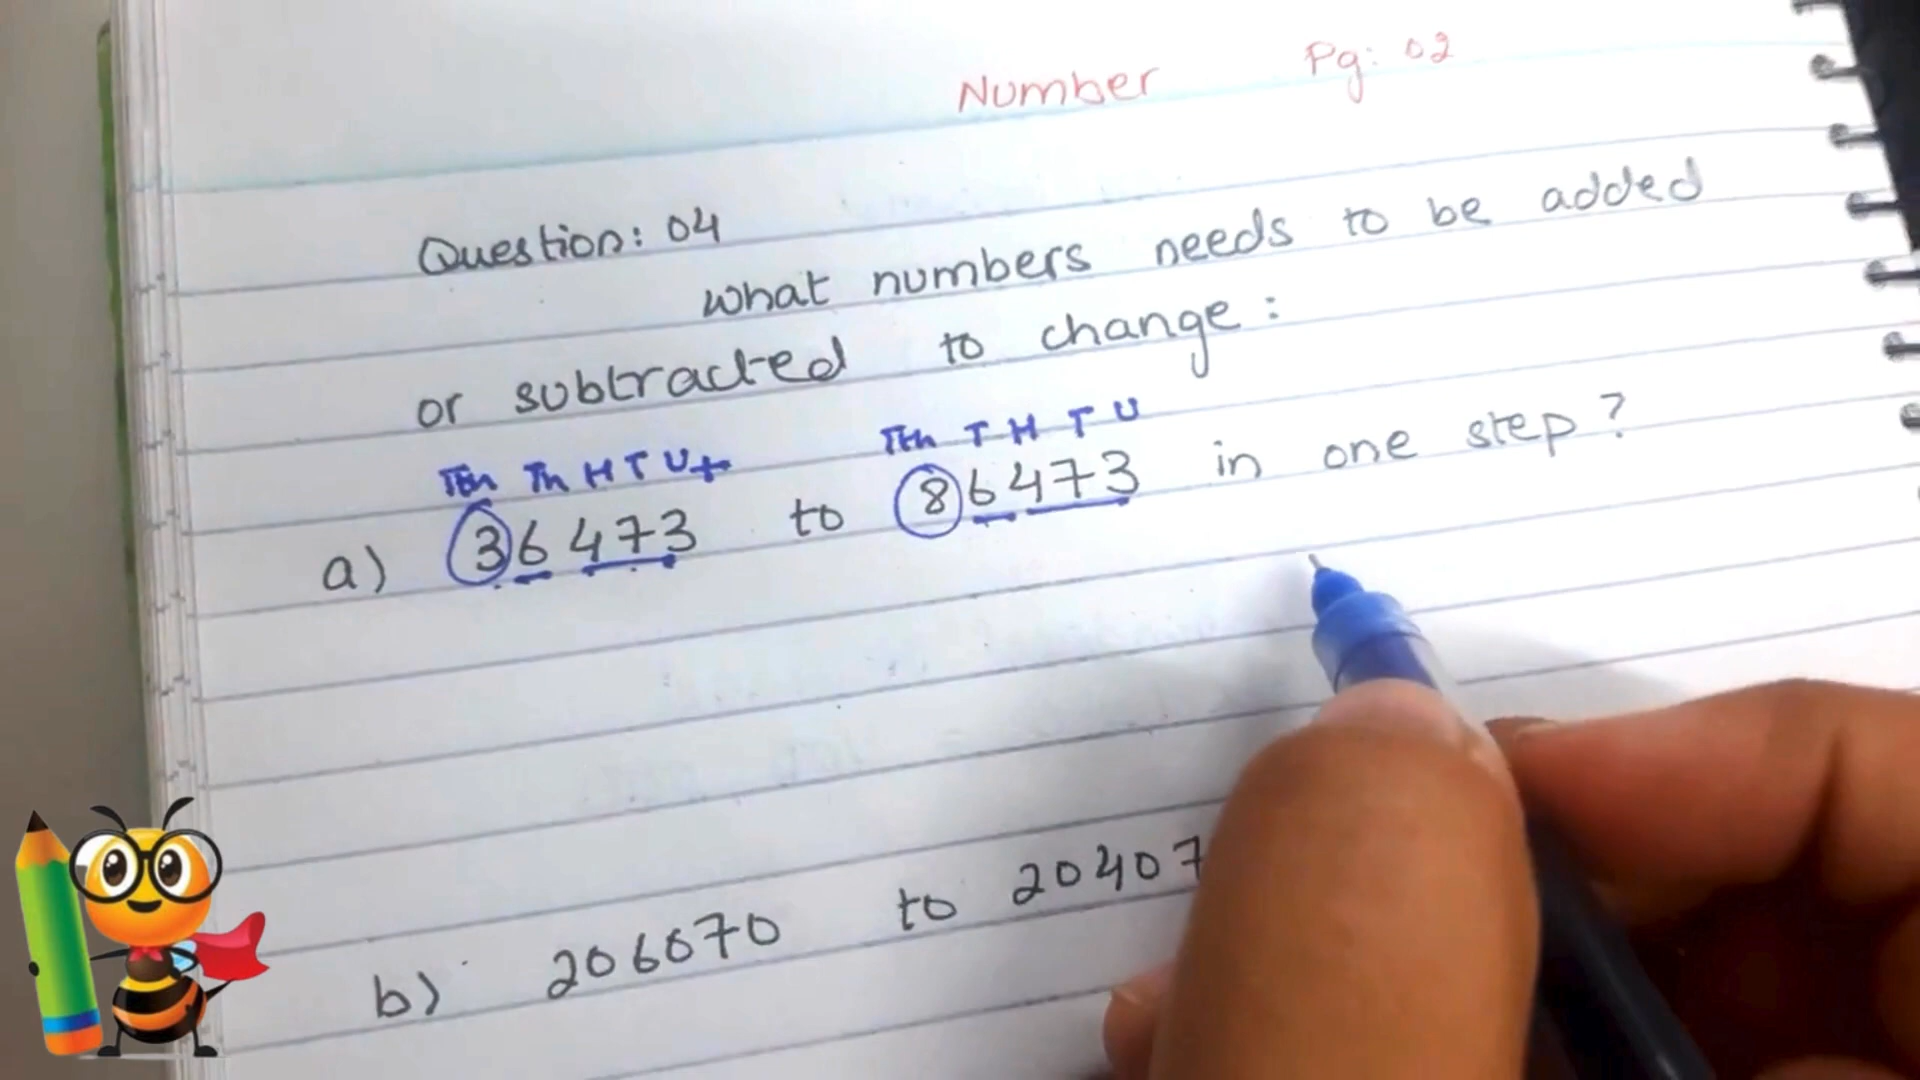 Number Pg: 02
Question: 04
What numbers needs to be added
or subtracted to change:
TTh Th H T U TTh T H T U
a) 36473 to 86473 in one step?
b) 206070 to 20407